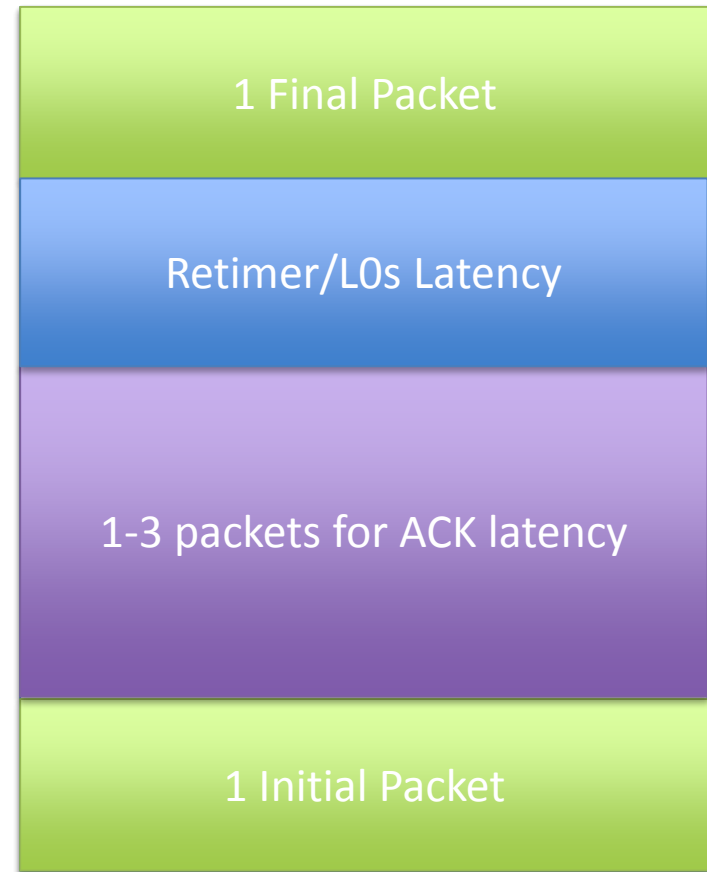 1 Final Packet
Retimer/L0s Latency
1-3 packets for ACK latency
1 Initial Packet